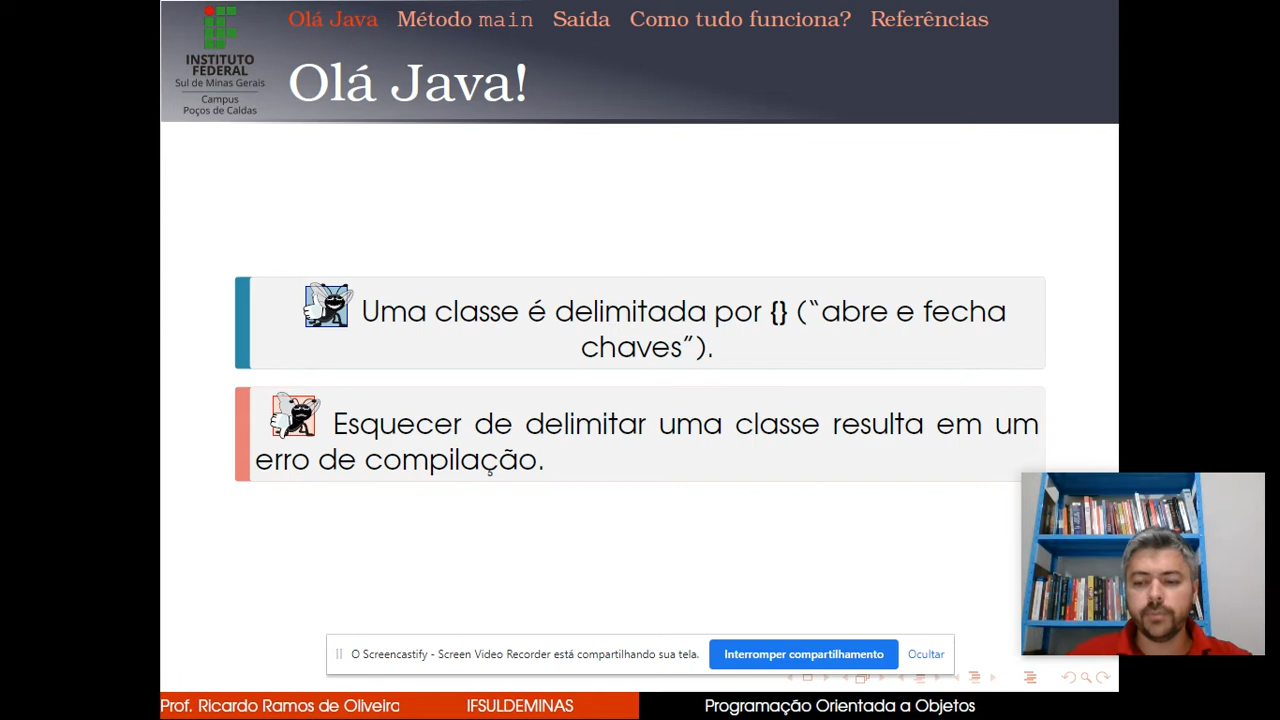 Olá Java Método main Saída Como tudo funciona? Referências
INSTITUTO
FEDERAL
Sul de Minas Gerais
Campus
Poços de Caldas
Olá Java!
Uma classe é delimitada por {} (“abre e fecha
chaves”).
Esquecer de delimitar uma classe resulta em um
erro de compilação.
O Screencastify - Screen Video Recorder está compartilhando sua tela. Interromper compartilhamento Ocultar
Prof. Ricardo Ramos de Oliveira IFSULDEMINAS Programação Orientada a Objetos